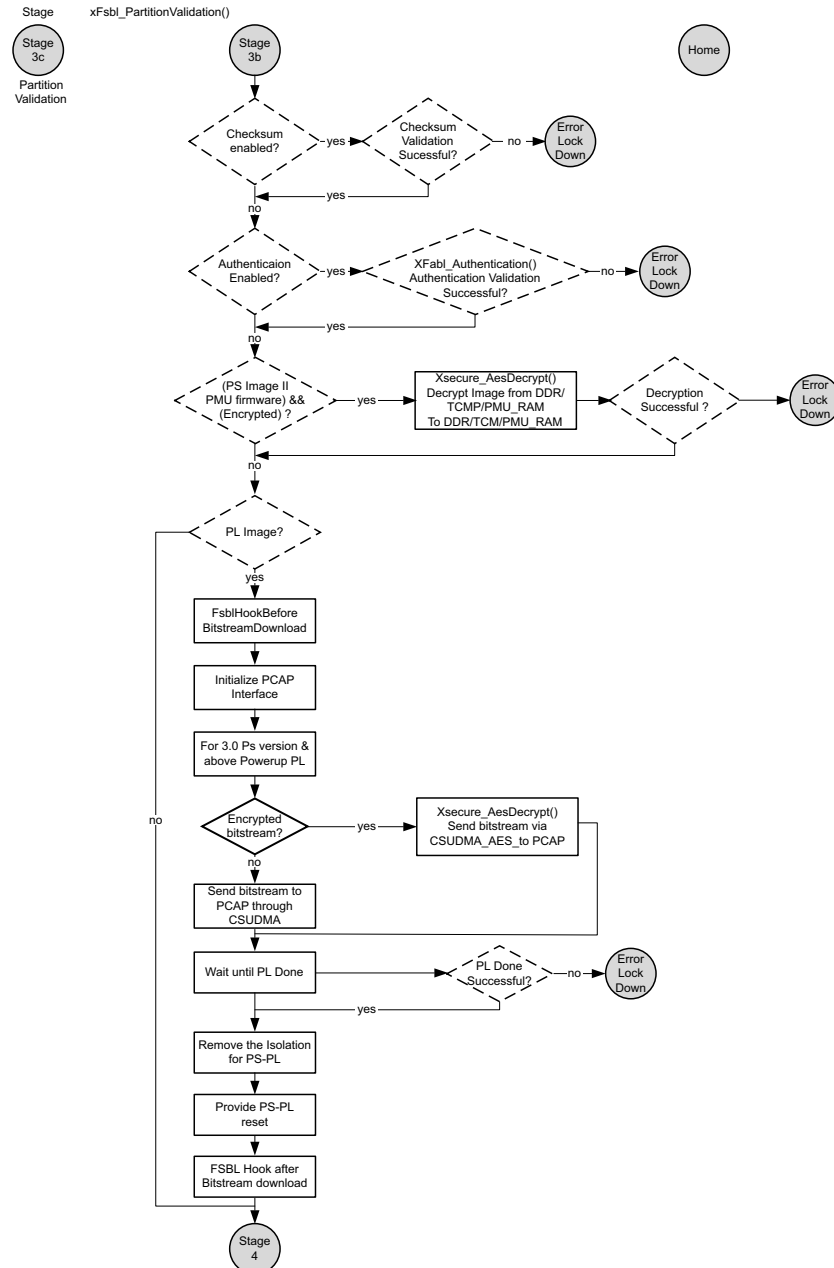 Stage
xFsbl_PartitionValidation()
Stage
3c
Partition
Validation
Stage
3b
Home
Checksum
enabled?
yes
Checksum
Validation
Sucessful?
no
Error
Lock
Down
yes
no
Authenticaion
Enabled?
yes
XFabl_Authentication()
Authentication Validation
Successful?
no
Error
Lock
Down
yes
no
(PS Image II
PMU firmware) &&
(Encrypted) ?
yes
Xsecure_AesDecrypt()
Decrypt Image from DDR/
TCMP/PMU_RAM
To DDR/TCM/PMU_RAM
Decryption
Successful ?
no
Error
Lock
Down
no
PL Image?
yes
FsblHookBefore
BitstreamDownload
Initialize PCAP
Interface
For 3.0 Ps version &
above Powerup PL
no
Encrypted
bitstream?
yes
Xsecure_AesDecrypt()
Send bitstream via
CSUDMA_AES_to PCAP
no
Send bitstream to
PCAP through
CSUDMA
Wait until PL Done
PL Done
Successful?
no
Error
Lock
Down
yes
Remove the Isolation
for PS-PL
Provide PS-PL
reset
FSBL Hook after
Bitstream download
Stage
4